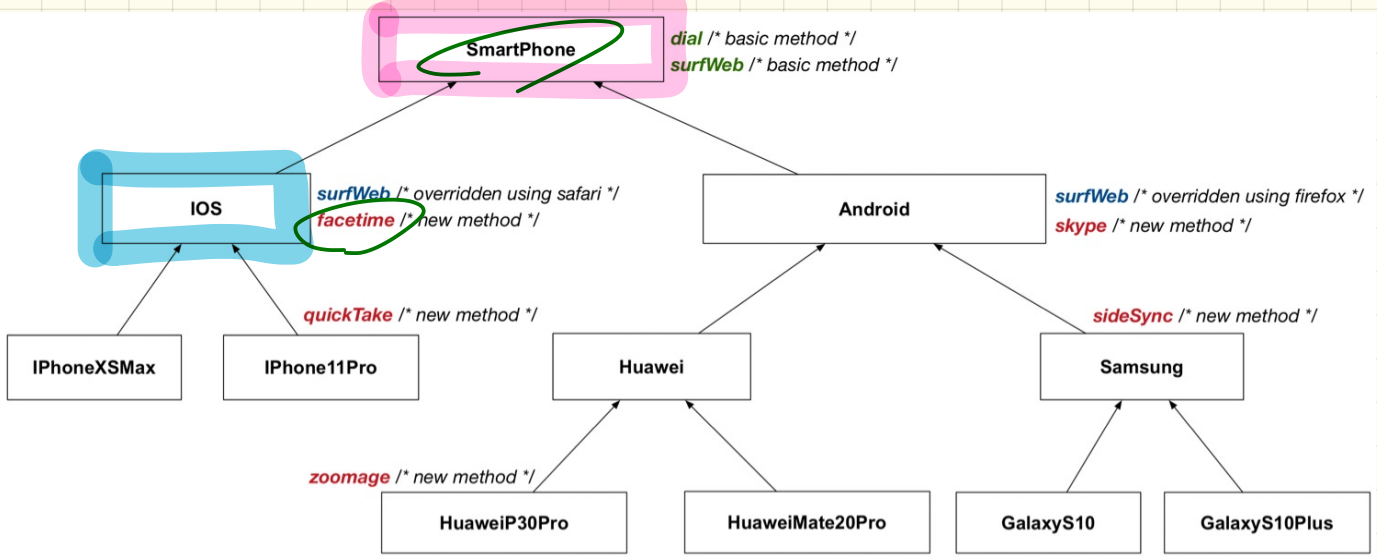 SmartPhone
dial /* basic method */
surfWeb /* basic method */
IOS
surfWeb /* overridden using safari */
facetime /* new method */
Android
surfWeb /* overridden using firefox */
skype /* new method */
IPhoneXSMax
quickTake /* new method */
IPhone11Pro
Huawei
sideSync /* new method */
Samsung
zoomage /* new method */
HuaweiP30Pro
HuaweiMate20Pro
GalaxyS10
GalaxyS10Plus